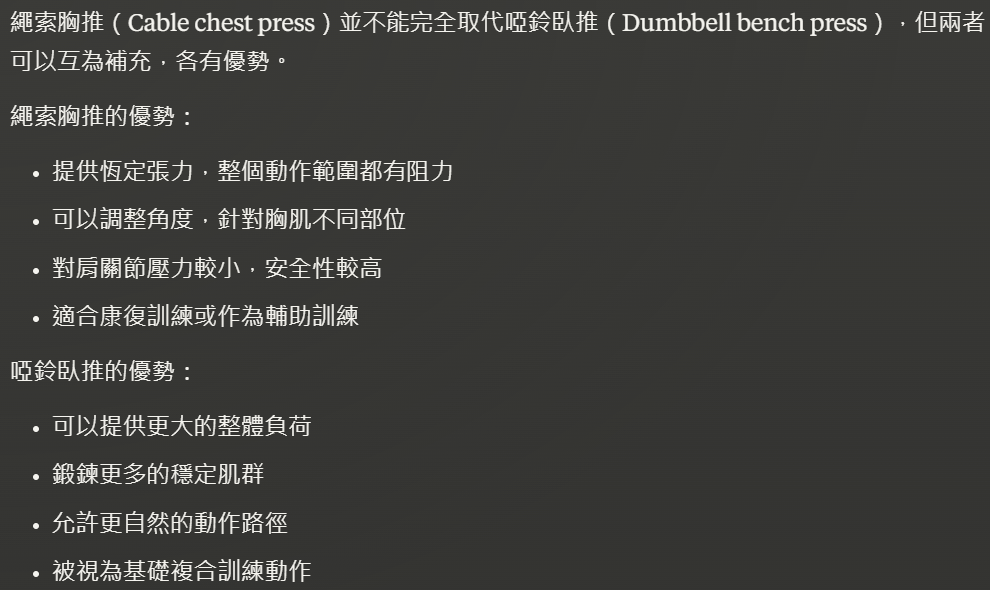 繩索胸推（Cable chest press）並不能完全取代啞鈴臥推（Dumbbell bench press），但兩者
可以互為補充，各有優勢。
繩索胸推的優勢：
• 提供恆定張力，整個動作範圍都有阻力
• 可以調整角度，針對胸肌不同部位
• 對肩關節壓力較小，安全性較高
• 適合康復訓練或作為輔助訓練
啞鈴臥推的優勢：
• 可以提供更大的整體負荷
• 鍛鍊更多的穩定肌群
• 允許更自然的動作路徑
• 被視為基礎複合訓練動作